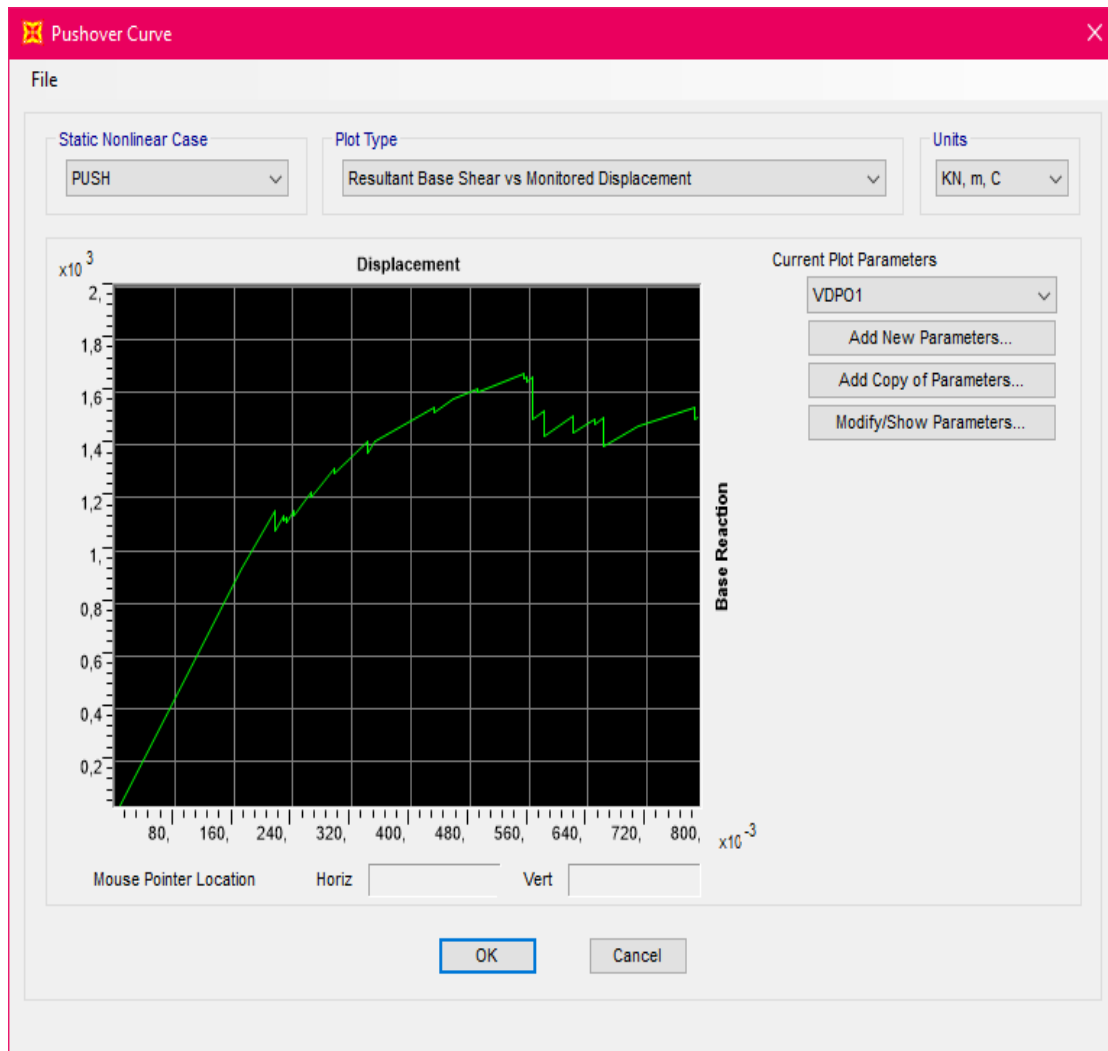 Pushover Curve
File
Static Nonlinear Case
Plot Type
Units
PUSH
Resultant Base Shear vs Monitored Displacement
KN, m, C
x10 3
Displacement
2,
1,8
1,6
1,4
1,2
1,
0,8
0,6
0,4
0,2
80, 160, 240, 320, 400, 480, 560, 640, 720, 800,
x10 -3
Base Reaction
Current Plot Parameters
VDPO1
Add New Parameters...
Add Copy of Parameters...
Modify/Show Parameters...
Mouse Pointer Location
Horiz
Vert
OK
Cancel